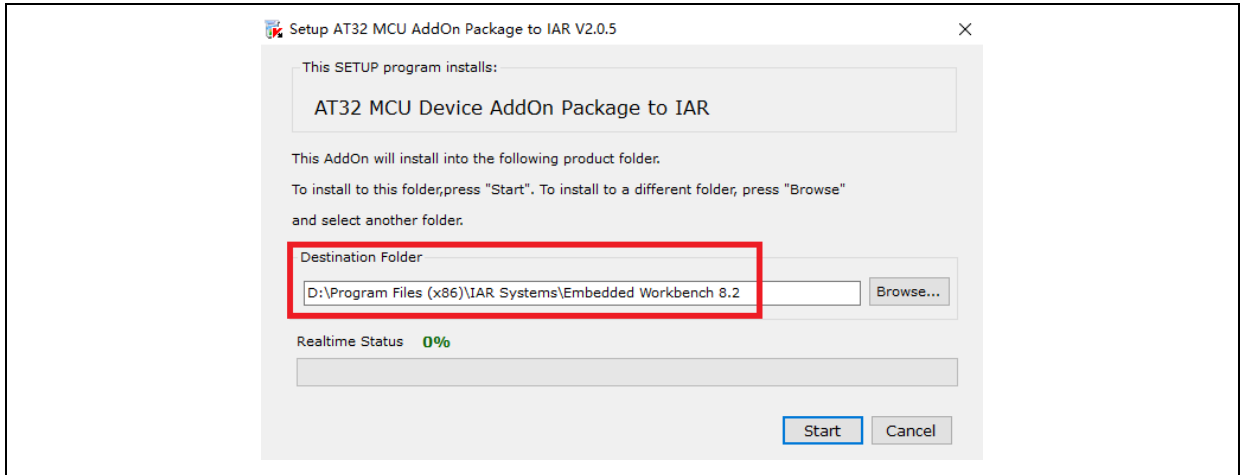 Setup AT32 MCU AddOn Package to IAR V2.0.5
This SETUP program installs:
AT32 MCU Device AddOn Package to IAR
This AddOn will install into the following product folder.
To install to this folder,press "Start". To install to a different folder, press "Browse"
and select another folder.
Destination Folder
D:\Program Files (x86)\IAR Systems\Embedded Workbench 8.2
Browse...
Realtime Status 0%
Start Cancel